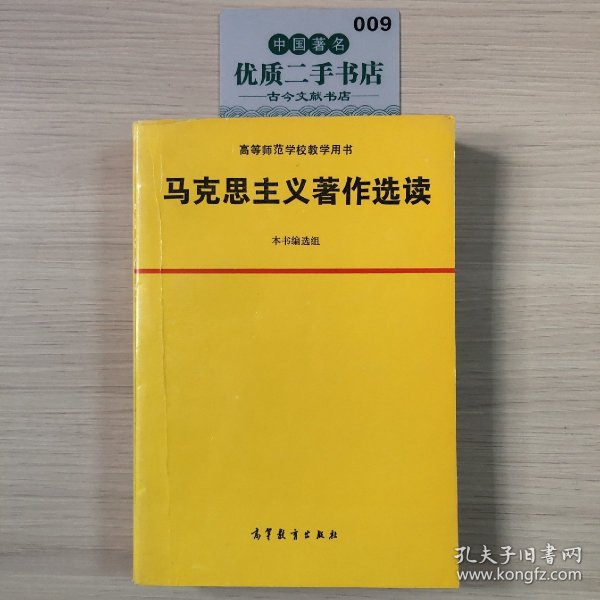 009
中国著名
优质二手书店
古今文献书店
高等师范学校教学用书
马克思主义著作选读
本书编选组
高等教育出版社
孔夫子旧书网
www.kongfz.com